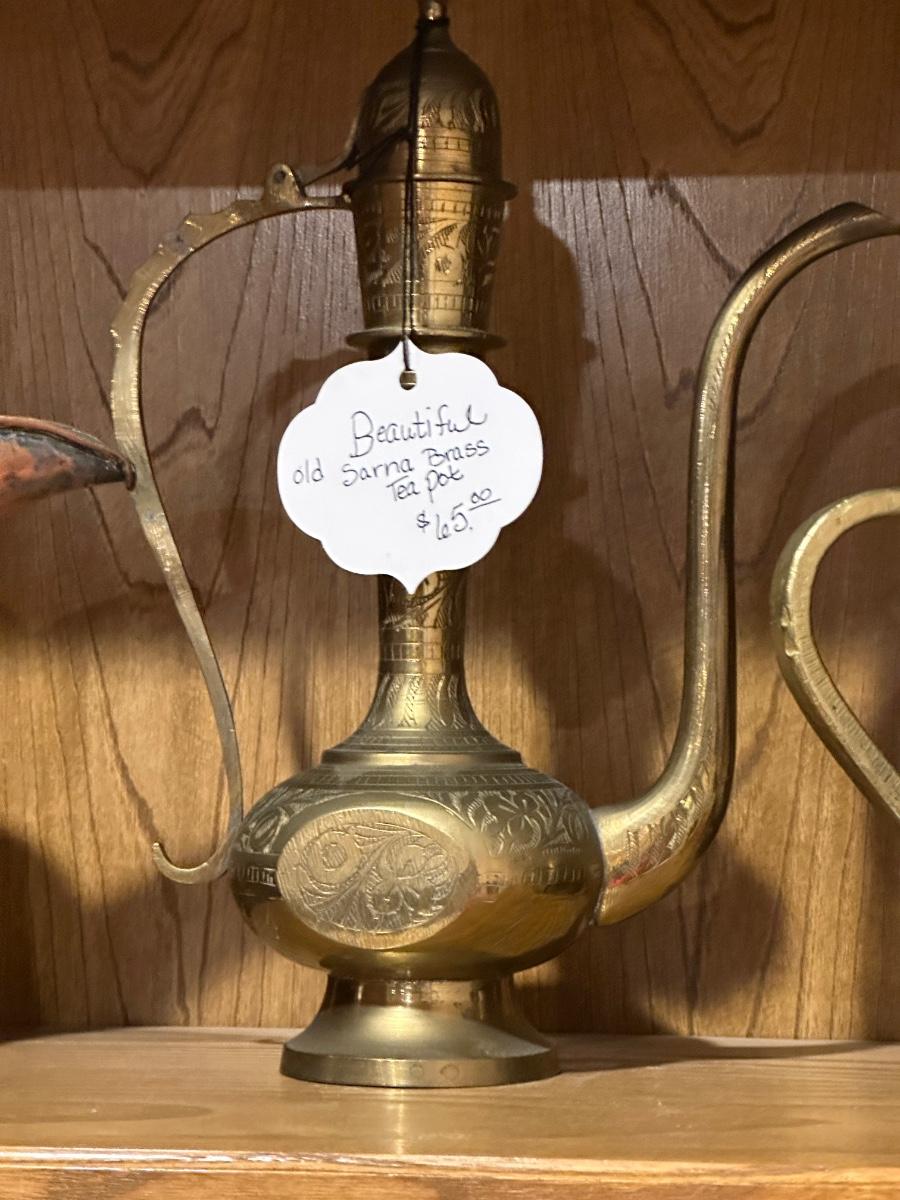 Beautiful
old Sarna Brass
Tea pot
$65.00